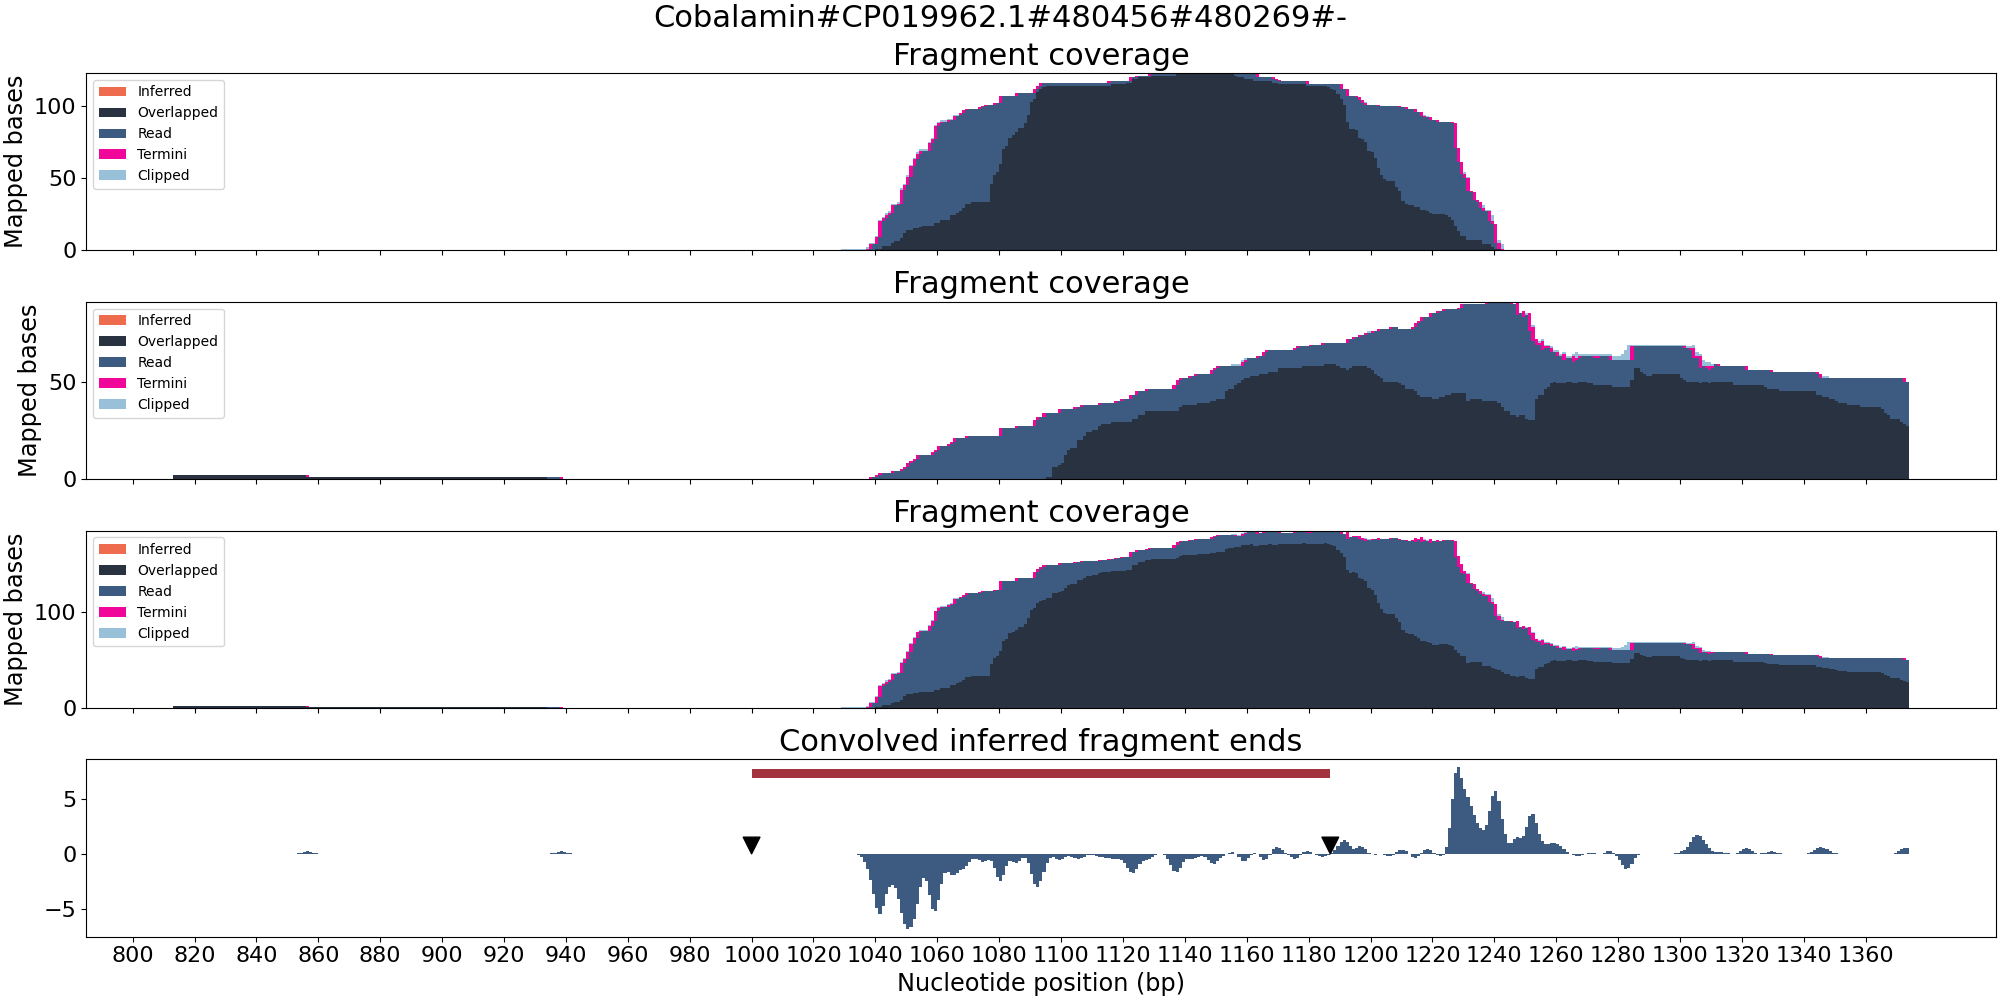 Cobalamin#CP019962.1#480456#480269#-
Fragment coverage
Mapped bases
100
50
0
Inferred
Overlapped
Read
Termini
Clipped
Fragment coverage
Mapped bases
50
0
Inferred
Overlapped
Read
Termini
Clipped
Fragment coverage
Mapped bases
100
0
Inferred
Overlapped
Read
Termini
Clipped
Convolved inferred fragment ends
5
0
−5
800 820 840 860 880 900 920 940 960 980 1000 1020 1040 1060 1080 1100 1120 1140 1160 1180 1200 1220 1240 1260 1280 1300 1320 1340 1360
Nucleotide position (bp)